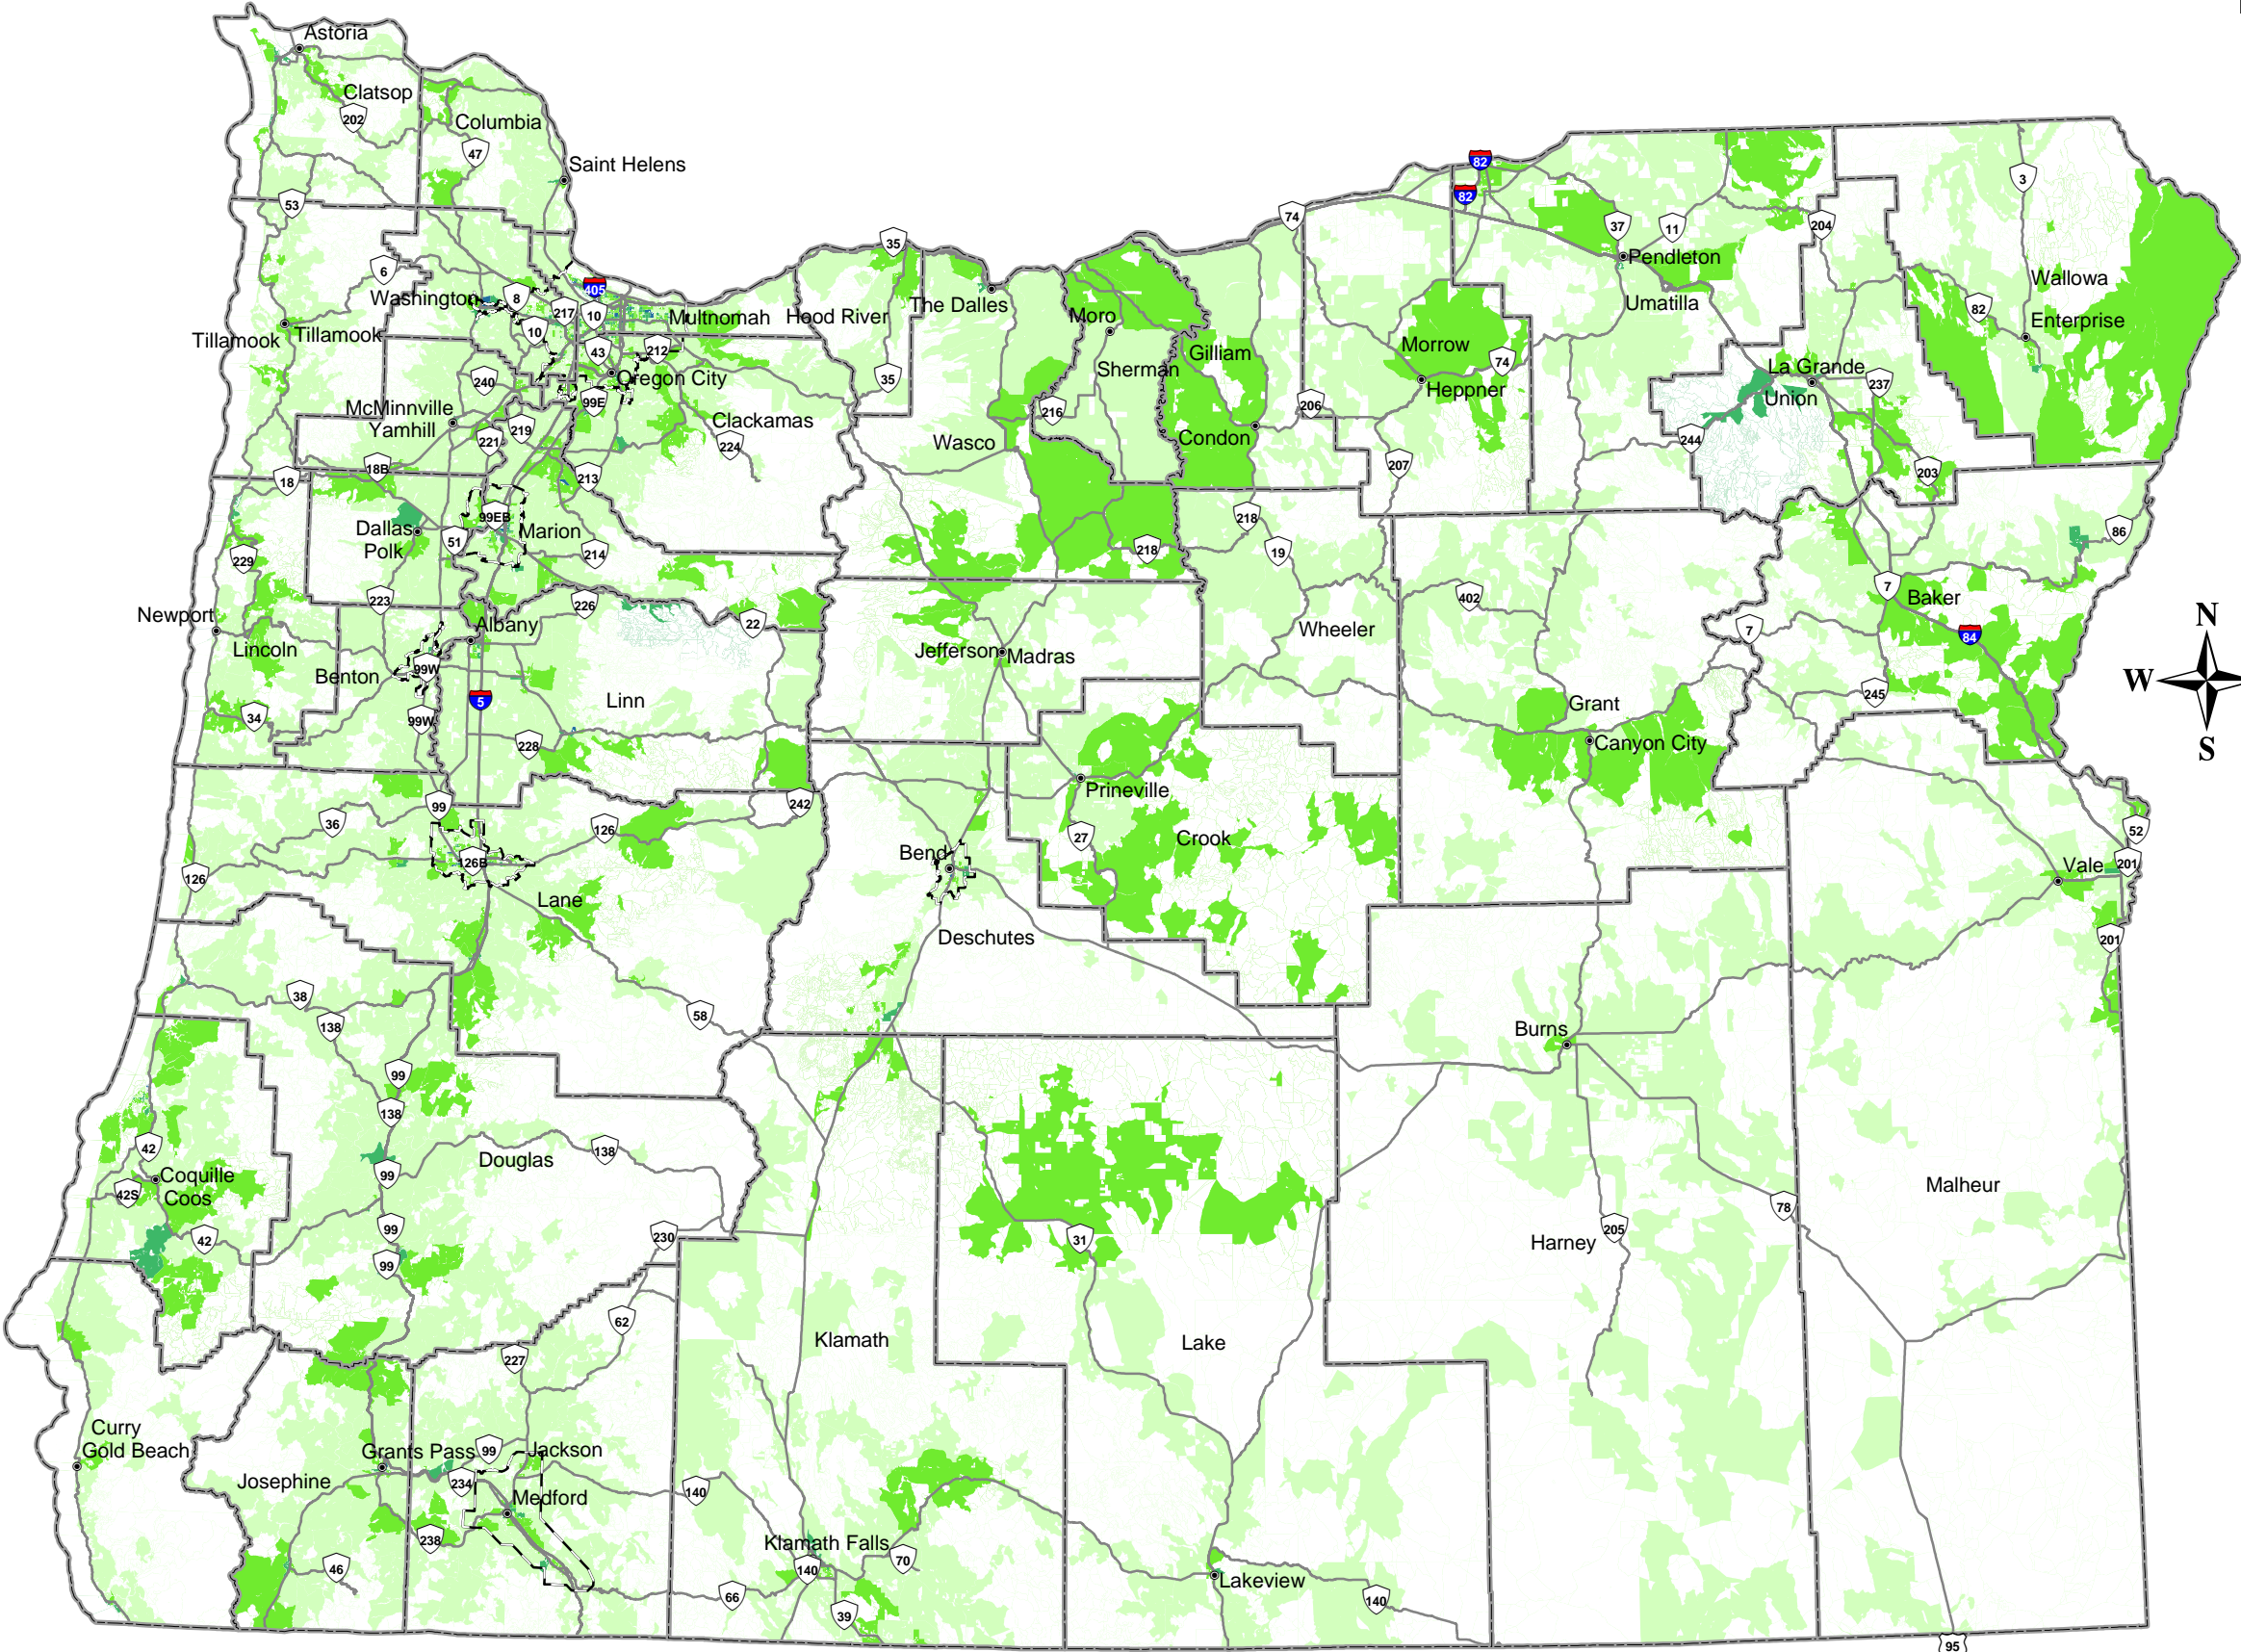 Astoria
Clatsop
202
Columbia
47
Saint Helens
82
82
3
53
74
35
37
11
204
6
Pendleton
Wallowa
405
Washington
8
217
10
Multnomah
Hood River
The Dalles
Umatilla
82
Tillamook
Tillamook
10
Moro
Enterprise
43
212
Gilliam
Morrow
74
La Grande
Sherman
240
Oregon City
35
Heppner
237
Union
99E
McMinnville
Yamhill
219
Clackamas
216
206
221
224
Wasco
Condon
244
18B
207
203
18
213
99EB
Marion
218
Dallas
Polk
51
214
218
19
86
229
7
Baker
223
226
402
Newport
Albany
22
Wheeler
7
84
N
Lincoln
Jefferson
Madras
Benton
99W
W
245
5
Linn
Grant
34
99W
228
Canyon City
S
Prineville
99
242
36
126
27
Crook
52
126B
Bend
Vale
201
126
Lane
Deschutes
201
38
138
58
Burns
99
138
42
Douglas
138
Coquille
Coos
99
42S
Malheur
78
42
99
230
31
205
Harney
99
62
Klamath
Lake
227
Curry
Gold Beach
Grants Pass
99
Jackson
Josephine
234
140
Medford
238
Klamath Falls
70
46
140
66
Lakeview
140
39
95